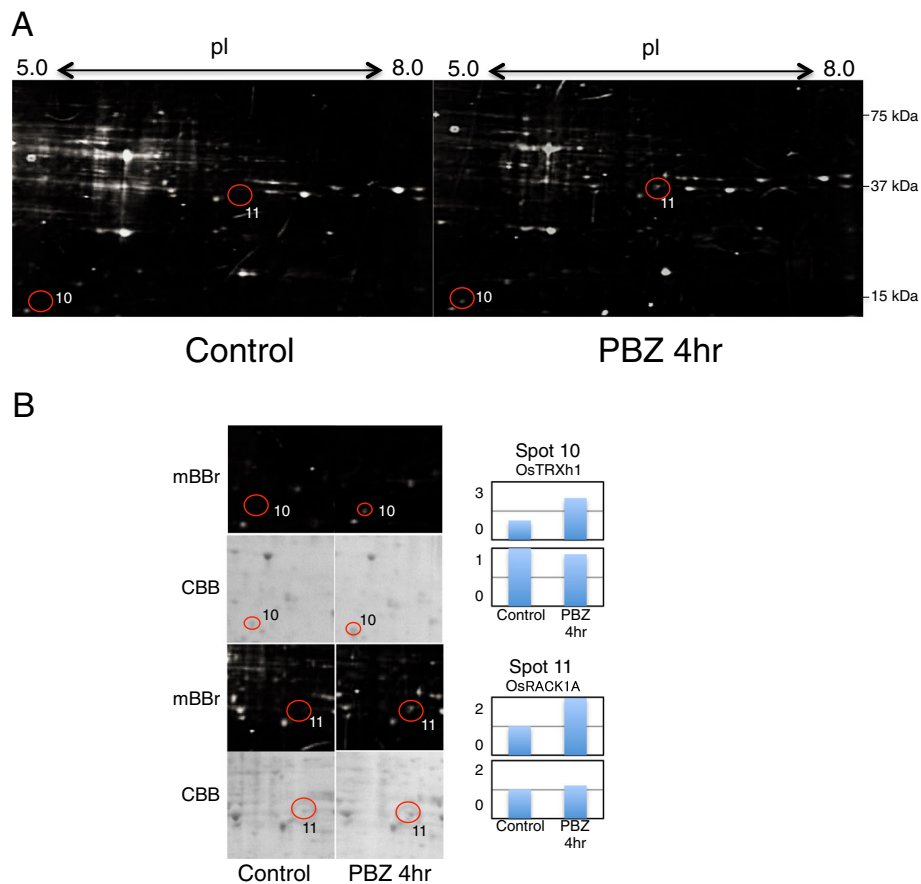 A
pI
5.0
8.0
5.0
pI
8.0
75 kDa
37 kDa
15 kDa
11
10
11
10
Control
PBZ 4hr
B
mBBr
10
10
CBB
10
10
mBBr
11
11
CBB
11
11
Control
PBZ 4hr
Spot 10
OsTRXh1
3
0
1
0
Control
PBZ
4hr
Spot 11
OsRACK1A
2
0
2
0
Control
PBZ
4hr